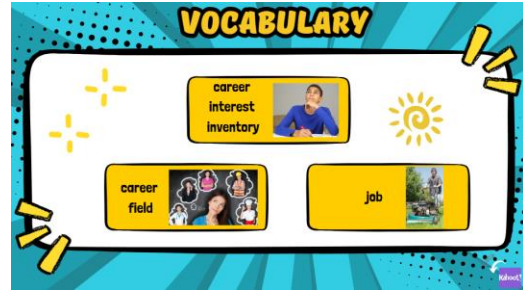 VOCABULARY
career
interest
inventory
career
field
job
Kahoot!